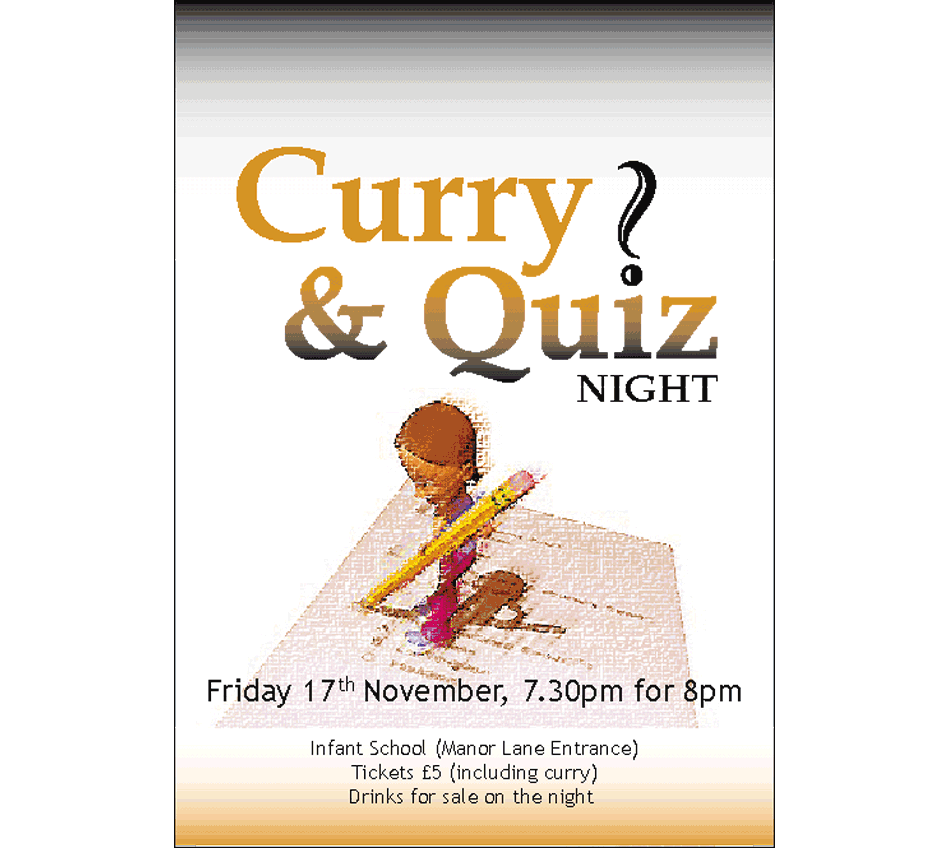 Curry ?
& Quiz
NIGHT
Friday 17th November, 7.30pm for 8pm
Infant School (Manor Lane Entrance)
Tickets £5 (including curry)
Drinks for sale on the night